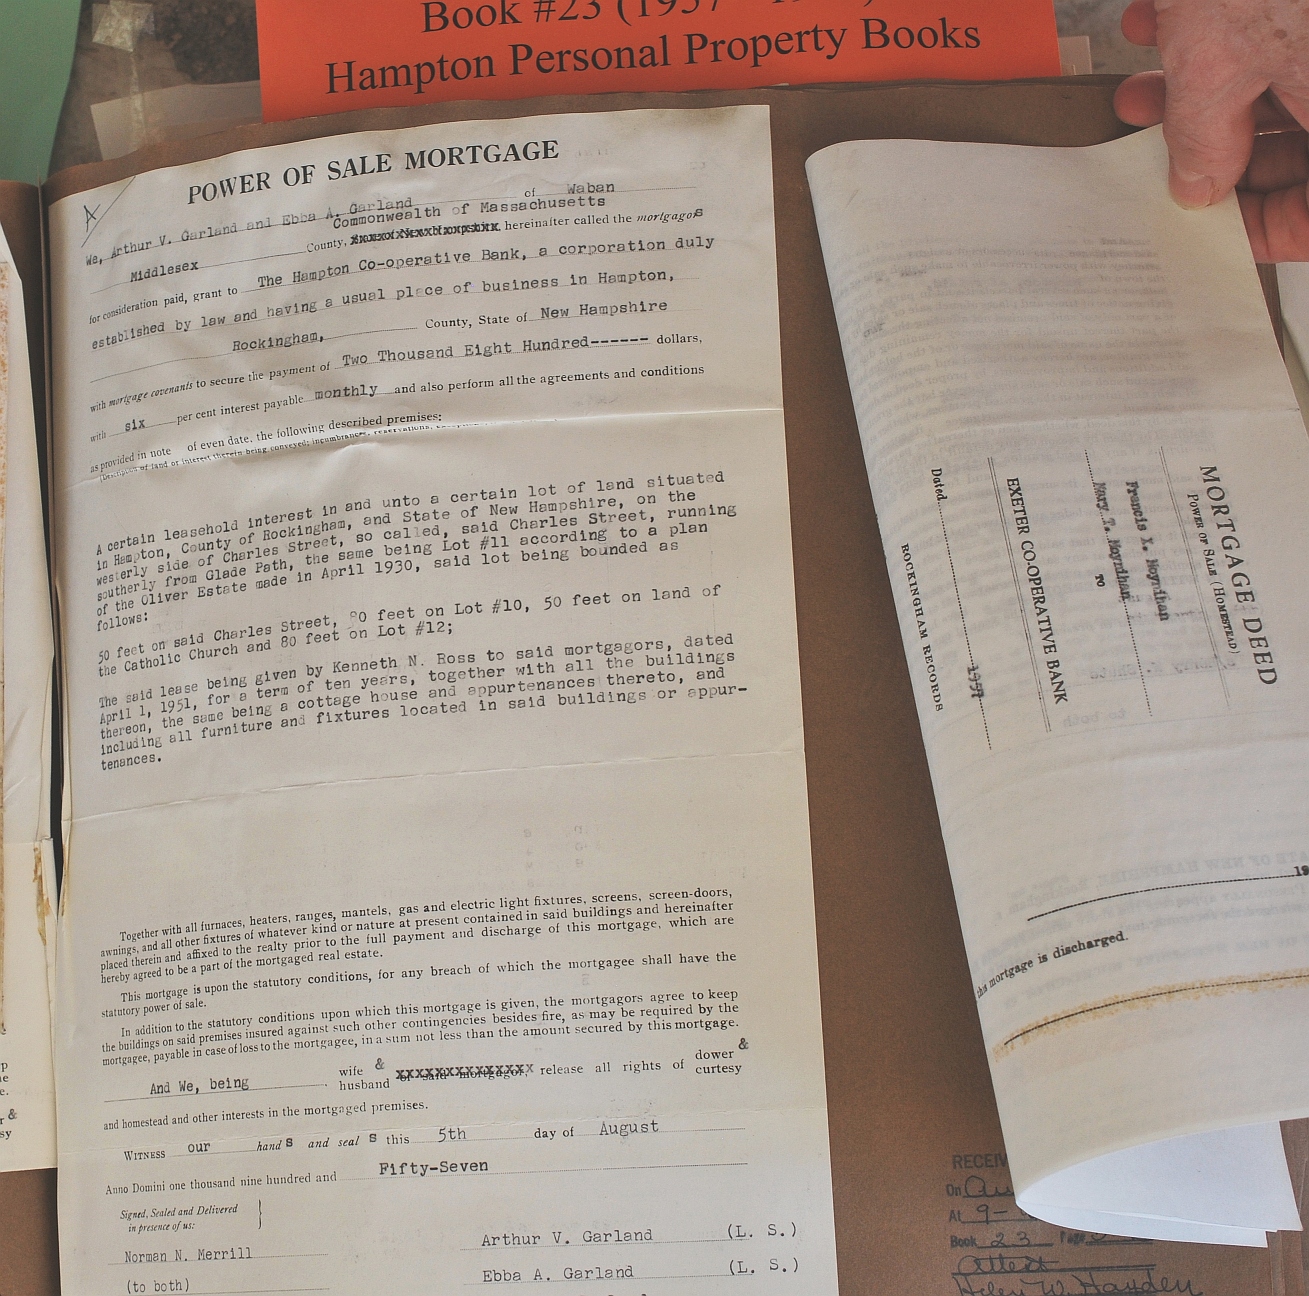 Book #23 (1957
Hampton Personal Property Books
A
POWER OF SALE MORTGAGE
We, Arthur V. Garland and Ebba A. Garland of Waban
Commonwealth of Massachusetts
Middlesex County, hereinafter called the mortgagors
for consideration paid, grant to The Hampton Co-operative Bank, a corporation duly
established by law and having a usual place of business in Hampton,
Rockingham, County, State of New Hampshire
with mortgage covenants to secure the payment of Two Thousand Eight Hundred------ dollars,
with six per cent interest payable monthly and also perform all the agreements and conditions
as provided in note of even date, the following described premises:
(Description of land or interest therein being conveyed; incumbrances, reservations,
A certain leasehold interest in and unto a certain lot of land situated
in Hampton, County of Rockingham, and State of New Hampshire, on the
westerly side of Charles Street, so called, said Charles Street, running
southerly from Glade Path, the same being Lot #11 according to a plan
of the Oliver Estate made in April 1930, said lot being bounded as
follows:
50 feet on said Charles Street, 80 feet on Lot #10, 50 feet on land of
the Catholic Church and 80 feet on Lot #12;
The said lease being given by Kenneth N. Ross to said mortgagors, dated
April 1, 1951, for a term of ten years, together with all the buildings
thereon, the same being a cottage house and appurtenances thereto, and
including all furniture and fixtures located in said buildings or appur-
tenances.
Together with all furnaces, heaters, ranges, mantels, gas and electric light fixtures, screens, screen-doors,
awnings, and all other fixtures of whatever kind or nature at present contained in said buildings and hereinafter
placed therein and affixed to the realty prior to the full payment and discharge of this mortgage, which are
hereby agreed to be a part of the mortgaged real estate.
This mortgage is upon the statutory conditions, for any breach of which the mortgagee shall have the
statutory power of sale.
In addition to the statutory conditions upon which this mortgage is given, the mortgagors agree to keep
the buildings on said premises insured against such other contingencies besides fire, as may be required by the
mortgagee, payable in case of loss to the mortgagee, in a sum not less than the amount secured by this mortgage.
And We, being wife & husband of said mortgagor, release all rights of dower & curtesy
and homestead and other interests in the mortgaged premises.
WITNESS our hands and seals this 5th day of August
Anno Domini one thousand nine hundred and Fifty-Seven
Signed, Sealed and Delivered
in presence of us:
Norman N. Merrill
(to both)
Arthur V. Garland (L. S.)
Ebba A. Garland (L. S.)
MORTGAGE DEED
POWER OF SALE (HOMESTEAD)
Francis X. Moynihan
Mary T. Moynihan
TO
EXETER CO-OPERATIVE BANK
Dated 1957
ROCKINGHAM RECORDS
19
this mortgage is discharged.
RECEIV
On Au
At 9-
Book 23 Page
Attest
Helen W. Hayden